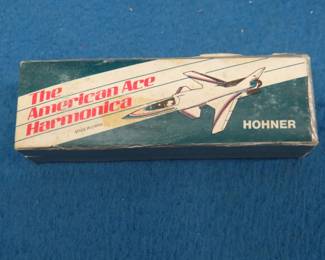 The
American Ace
Harmonica
HOHNER